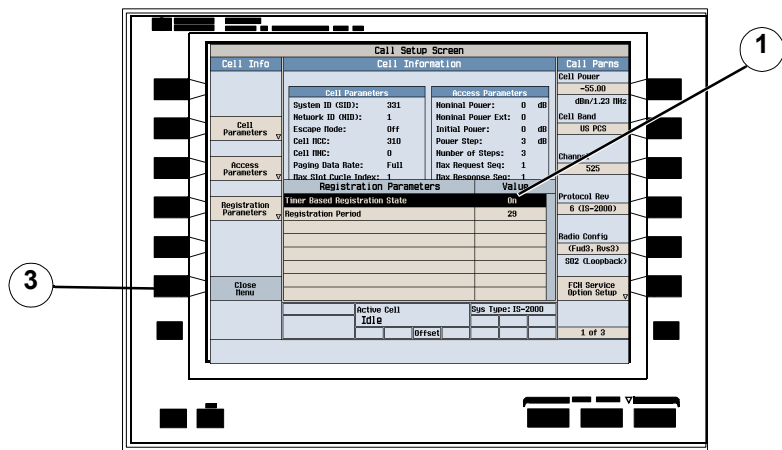 Call Setup Screen
Cell Info
Cell Information
Call Parms
Cell Parameters
System ID (SID): 331
Network ID (NID): 1
Escape Mode: Off
Cell MCC: 310
Cell MNC: 0
Paging Data Rate: Full
Max Slot Cycle Index: 1
Access Parameters
Nominal Power: 0 dB
Nominal Power Ext: 0
Initial Power: 0 dB
Power Step: 3 dB
Number of Steps: 3
Max Request Seq: 1
Max Response Seq: 1
Registration Parameters Value
Timer Based Registration State On
Registration Period 29
Cell
Parameters
Access
Parameters
Registration
Parameters
Close
Menu
Cell Power
-55.00
dBm/1.23 MHz
Cell Band
US PCS
Channel
525
Protocol Rev
6 (IS-2000)
Radio Config
(Fwd3, Rvs3)
SO2 (Loopback)
FCH Service
Option Setup
1 of 3
Active Cell
Idle
Sys Type: IS-2000
Offset
1
3